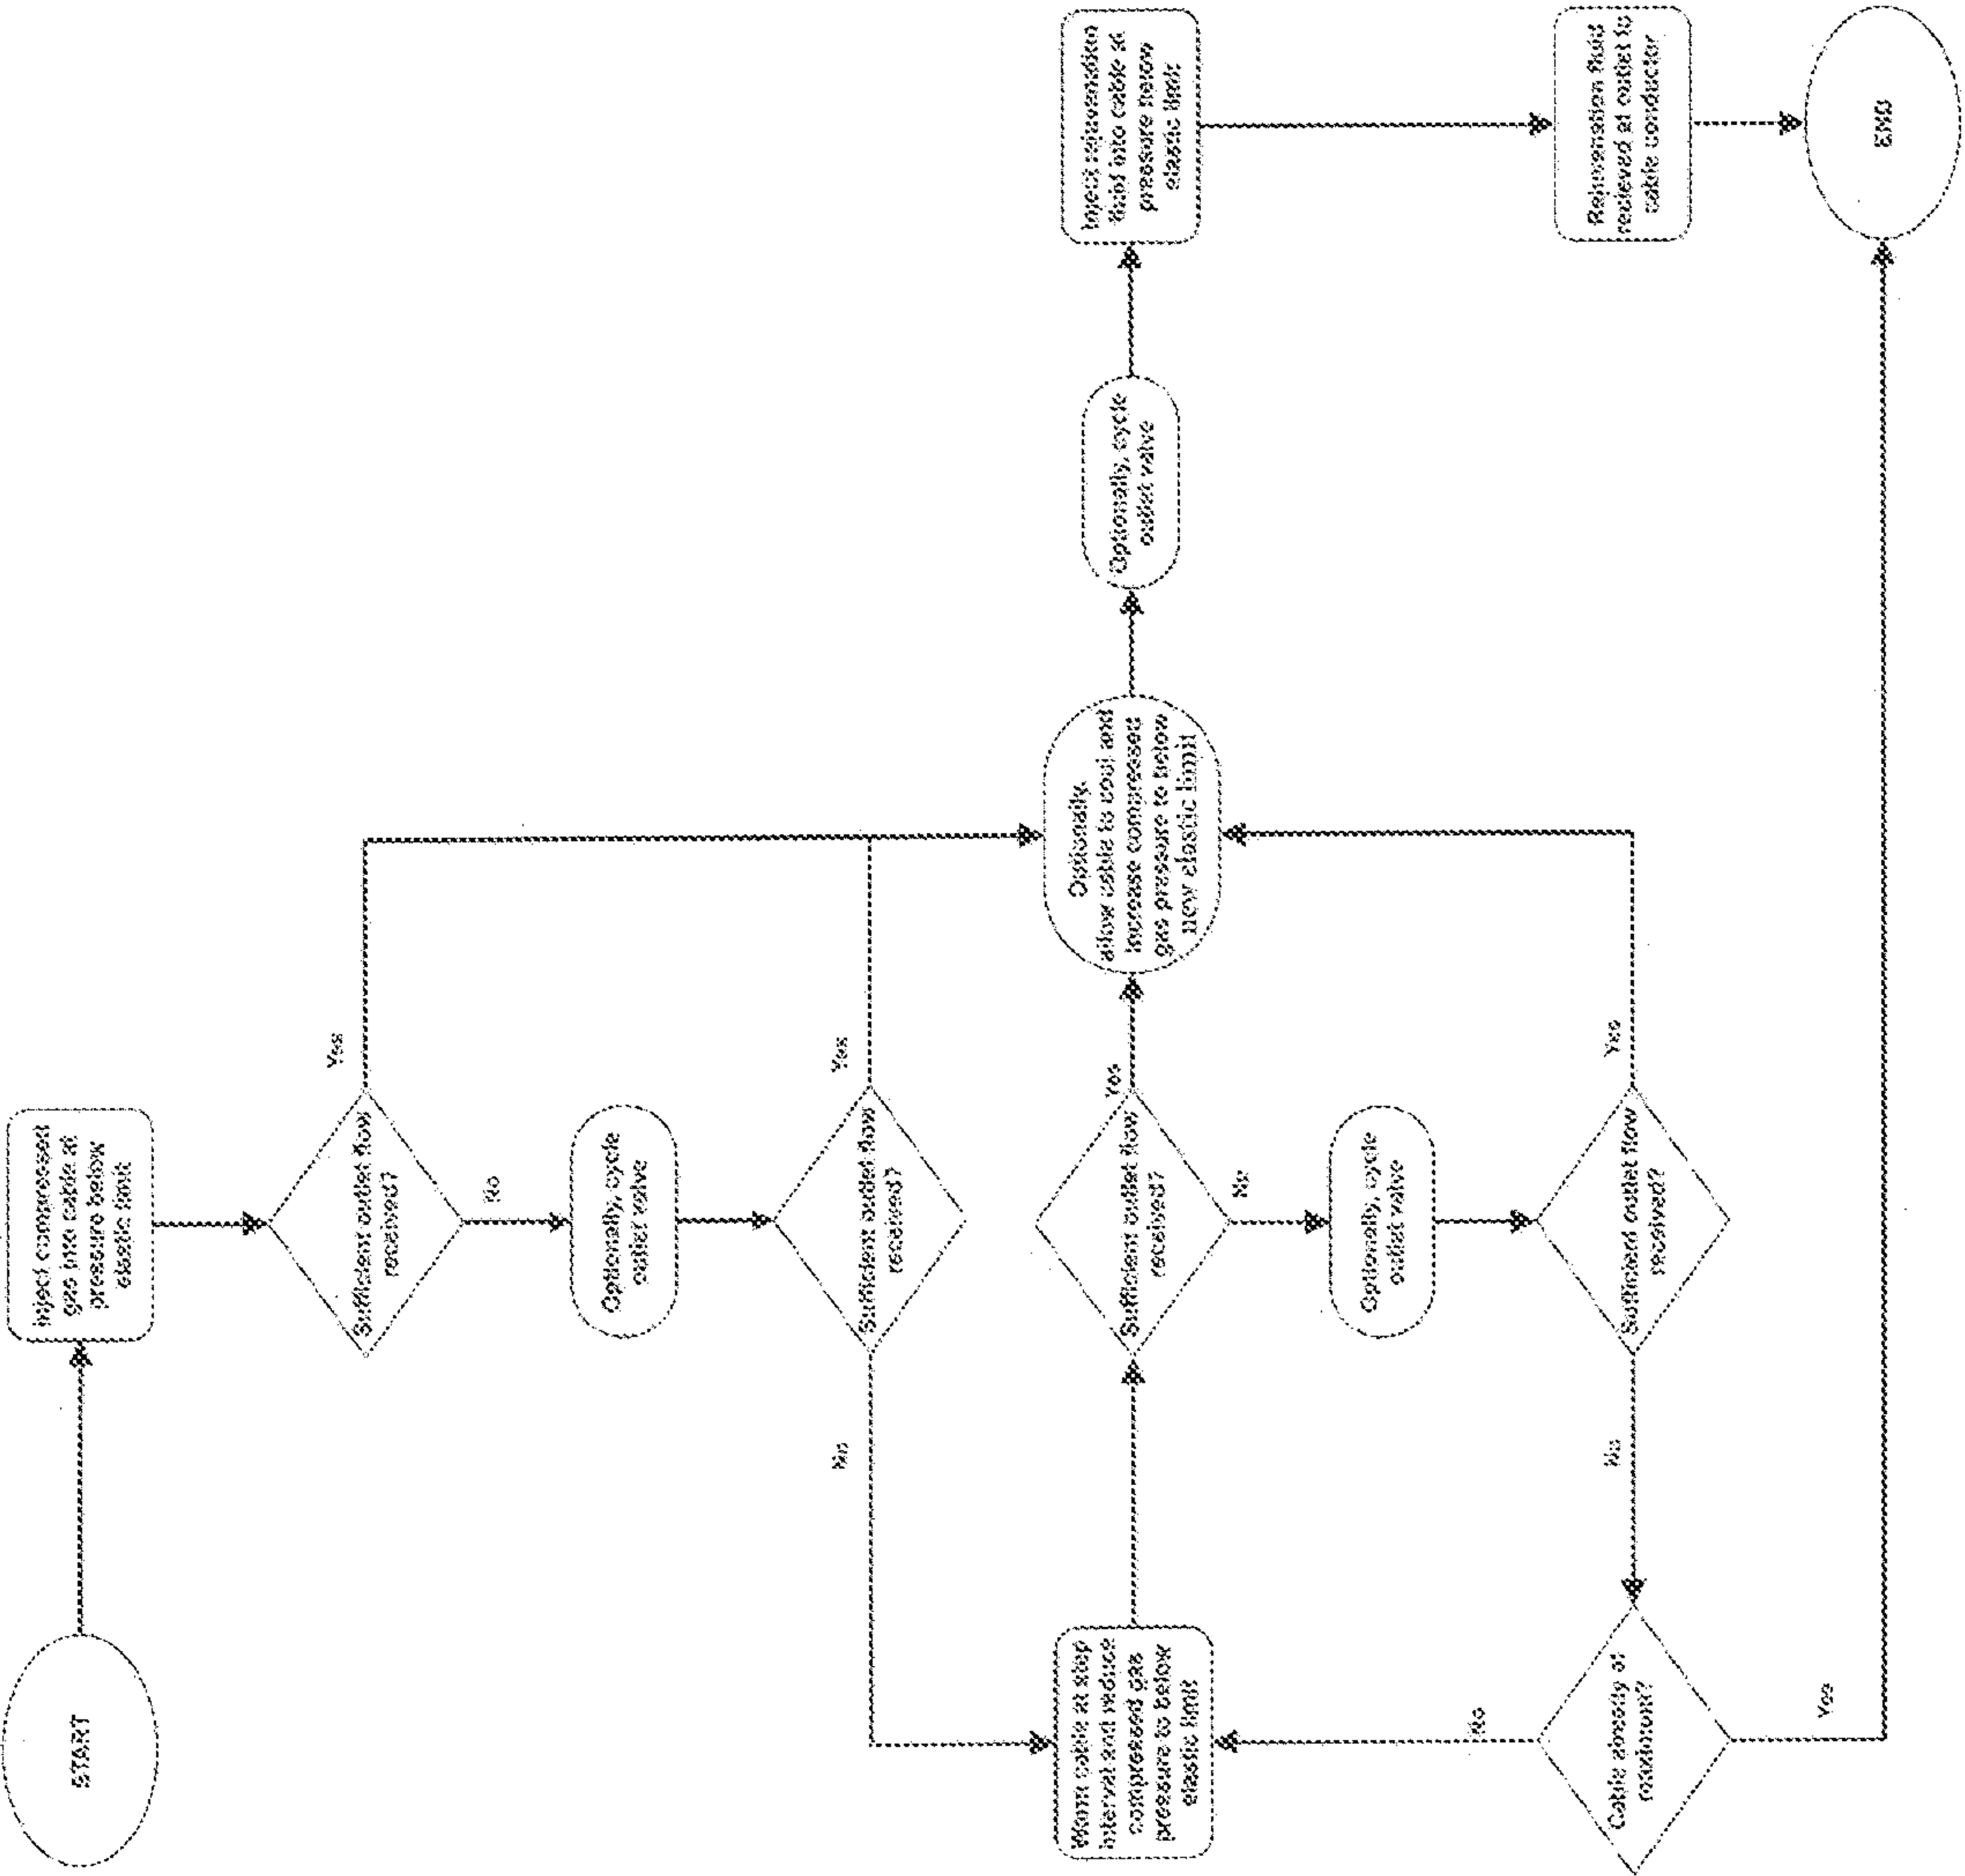 START
Inject compressed
gas into cable at
pressure below
elastic limit
Sufficient outlet flow
received?
Yes
No
Optionally, cycle
outlet valve
Sufficient outlet flow
received?
Yes
No
Warm cable at step
interval and reduce
compressed gas
pressure to below
elastic limit
Sufficient outlet flow
received?
Yes
No
Optionally, cycle
outlet valve
Sufficient outlet flow
received?
Yes
No
Cable already at
maximum?
No
Yes
Optionally,
allow cable to cool and
increase compressed
gas pressure to below
new elastic limit
Optionally, cycle
outlet valve
Inject rejuvenation
fluid into cable at
pressure below
elastic limit
Rejuvenation fluid
recieved at outlet to
cable conductor
END